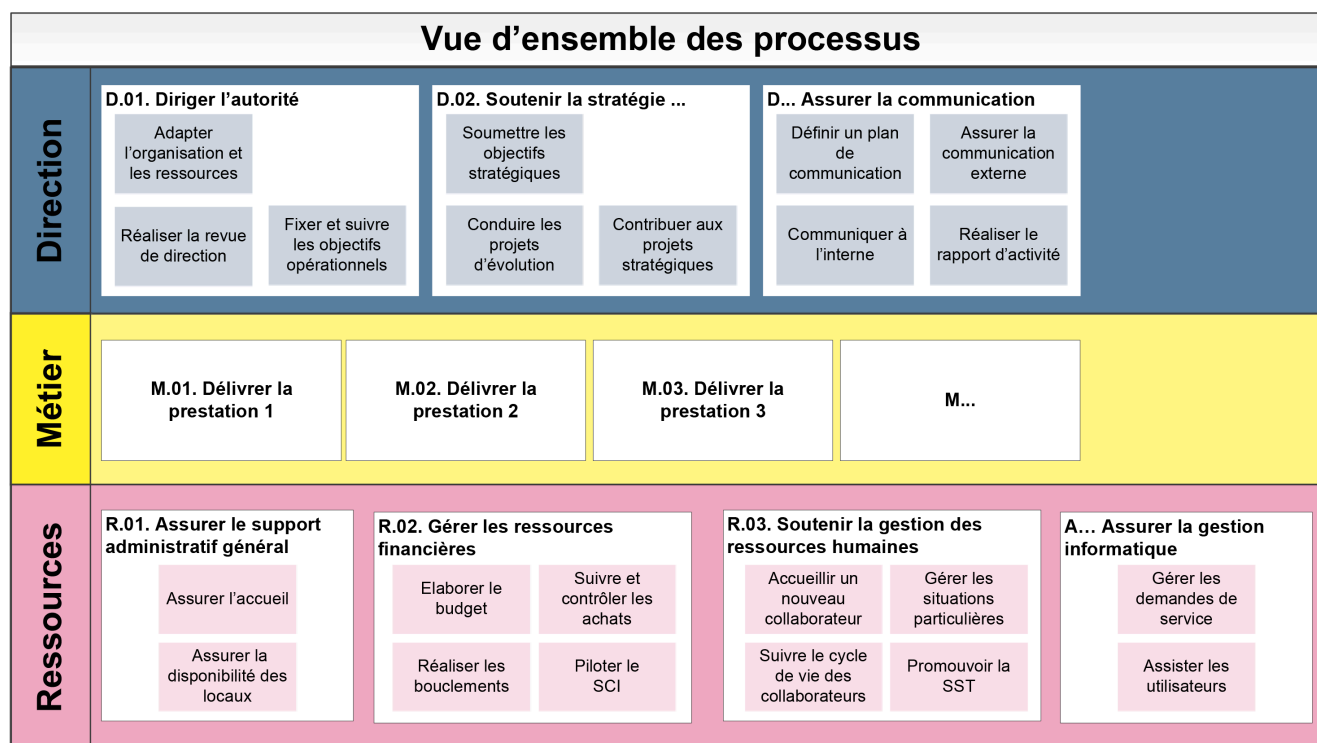 Vue d’ensemble des processus
Direction
D.01. Diriger l’autorité
Adapter
l’organisation et
les ressources
Réaliser la revue
de direction
Fixer et suivre
les objectifs
opérationnels
D.02. Soutenir la stratégie ...
Soumettre les
objectifs
stratégiques
Conduire les
projets
d’évolution
Contribuer aux
projets
stratégiques
D... Assurer la communication
Définir un plan
de
communication
Assurer la
communication
externe
Communiquer à
l’interne
Réaliser le
rapport d’activité
Métier
M.01. Délivrer la
prestation 1
M.02. Délivrer la
prestation 2
M.03. Délivrer la
prestation 3
M...
Ressources
R.01. Assurer le support
administratif général
Assurer l’accueil
Assurer la
disponibilité des
locaux
R.02. Gérer les ressources
financières
Elaborer le
budget
Suivre et
contrôler les
achats
Réaliser les
bouclements
Piloter le
SCI
R.03. Soutenir la gestion des
ressources humaines
Accueillir un
nouveau
collaborateur
Gérer les
situations
particulières
Suivre le cycle
de vie des
collaborateurs
Promouvoir la
SST
A… Assurer la gestion
informatique
Gérer les
demandes de
service
Assister les
utilisateurs